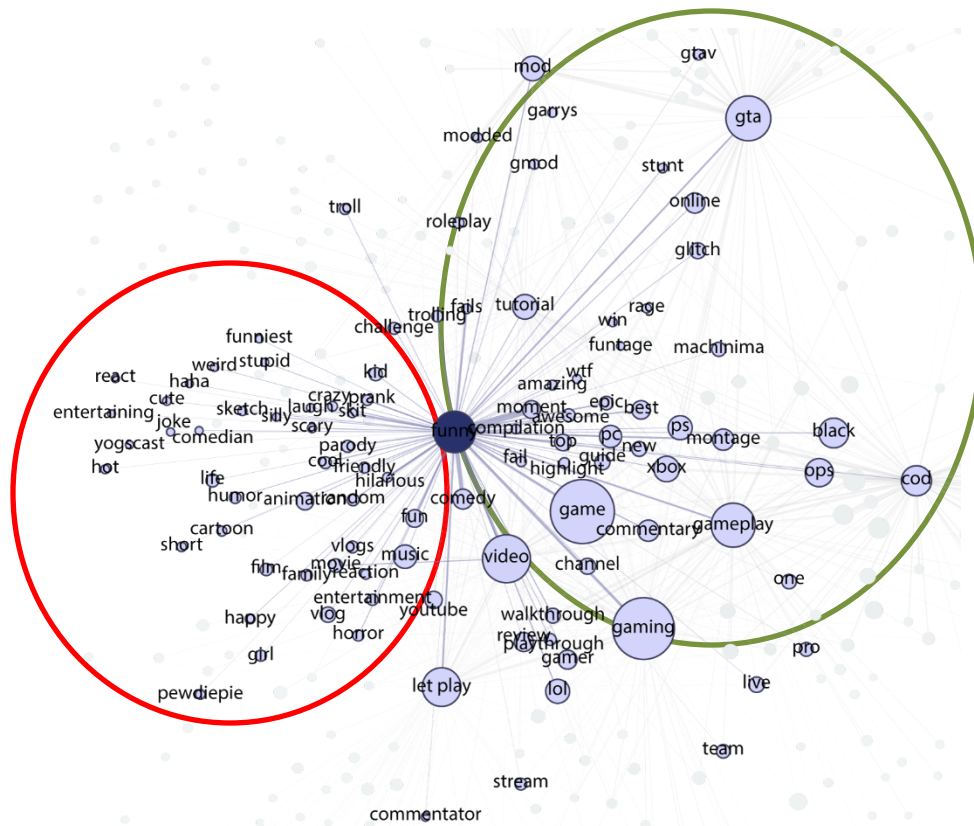 gtav
mod
garrys
gta
modded
gmod
stunt
troll
online
roleplay
glitch
tutorial
fails
rage
trolling
win
challenge
funniest
funtage
machinima
stupid
weird
wtf
react
kid
haha
amazing
cute
crazy
prank
epic
entertaining
sketch
silly
laugh
skit
moment
awesome
best
joke
scary
funny
compilation
pc
ps
comedian
yogscast
parody
top
new
montage
black
hot
cool
friendly
fail
highlight
guide
xbox
ops
life
hilarious
cod
humor
animation
random
comedy
game
cartoon
fun
commentary
gameplay
short
vlogs
movie
music
video
channel
film
family
reaction
one
entertainment
youtube
happy
vlog
walkthrough
horror
review
playthrough
gaming
girl
gamer
pro
pewdiepie
let play
lol
live
team
stream
commentator